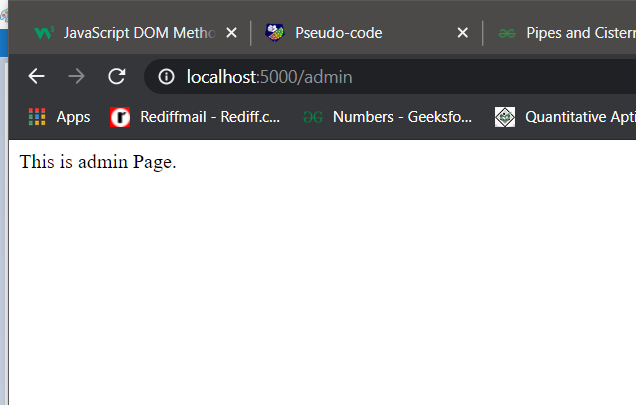 JavaScript DOM Metho
Pseudo-code
Pipes and Cistern
localhost:5000/admin
Apps
Rediffmail - Rediff.c...
Numbers - Geeksfo...
Quantitative Apti
This is admin Page.